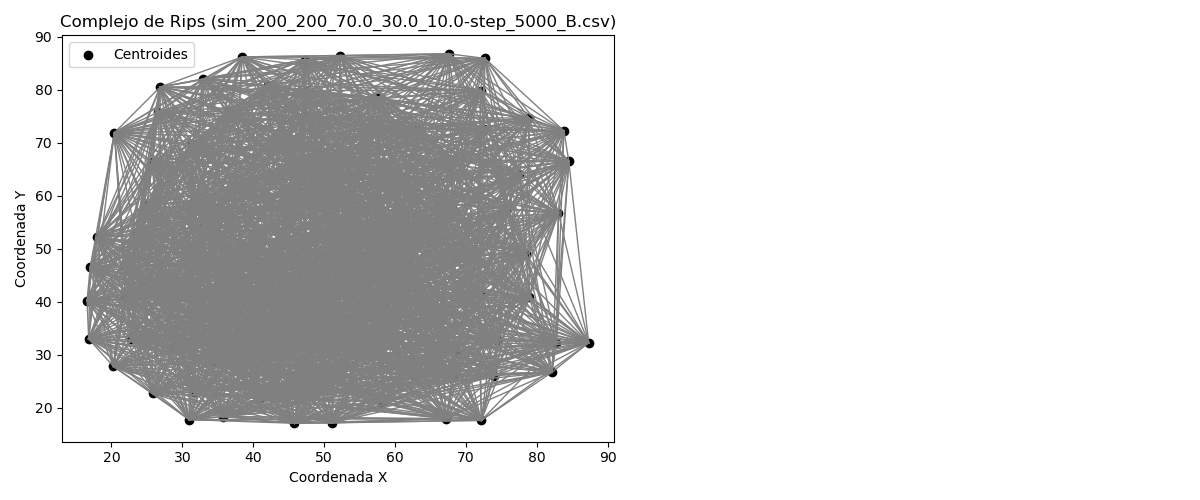 Complejo de Rips (sim_200_200_70.0_30.0_10.0-step_5000_B.csv)
Centroides
90
80
70
60
50
40
30
20
Coordenada Y
20 30 40 50 60 70 80 90
Coordenada X